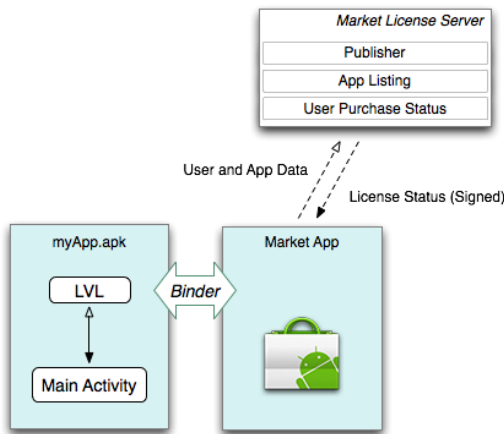 Market License Server
Publisher
App Listing
User Purchase Status
User and App Data
License Status (Signed)
myApp.apk
Market App
LVL
Binder
Main Activity